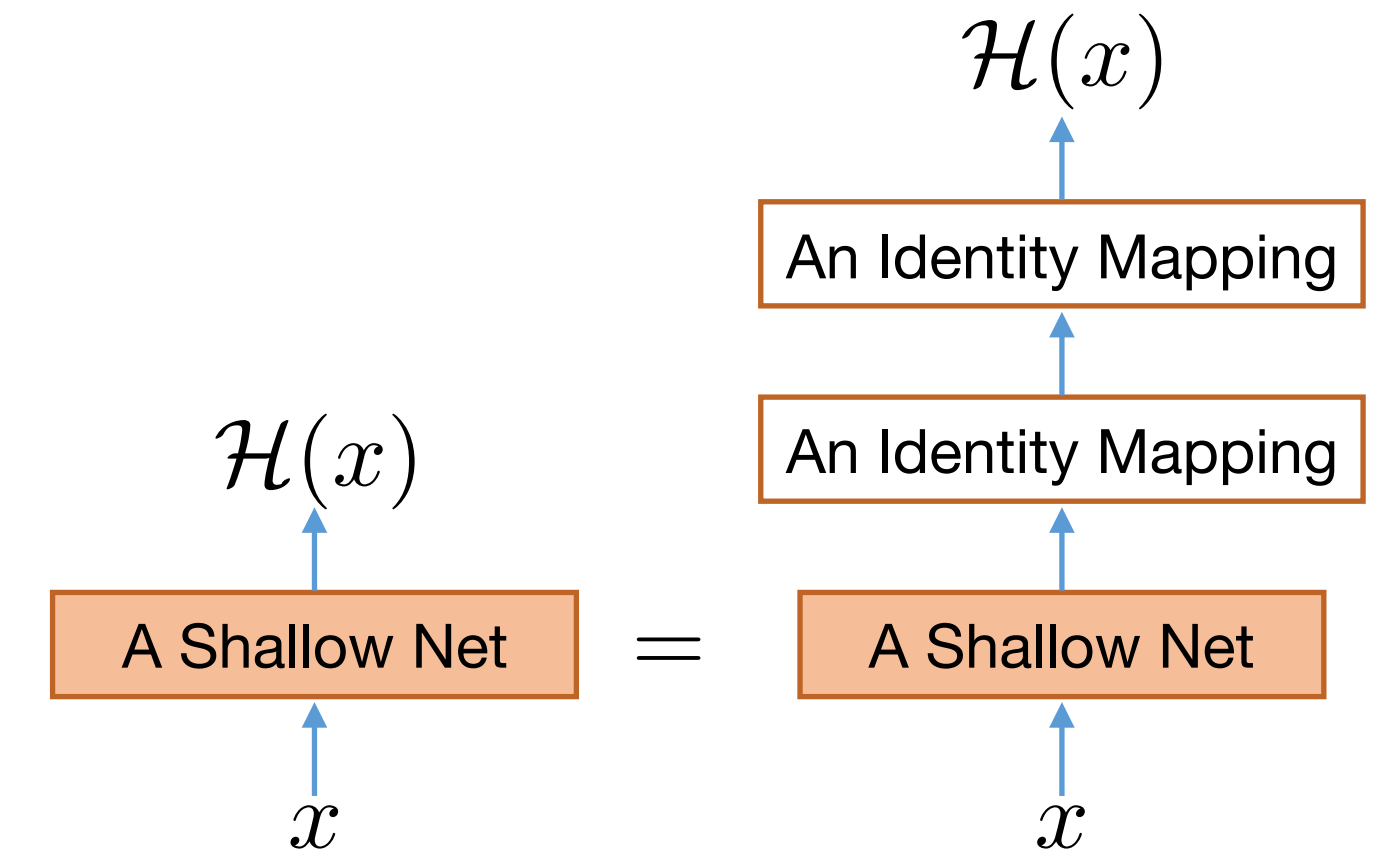 ℋ(x)
An Identity Mapping
An Identity Mapping
ℋ(x)
A Shallow Net = A Shallow Net
x x